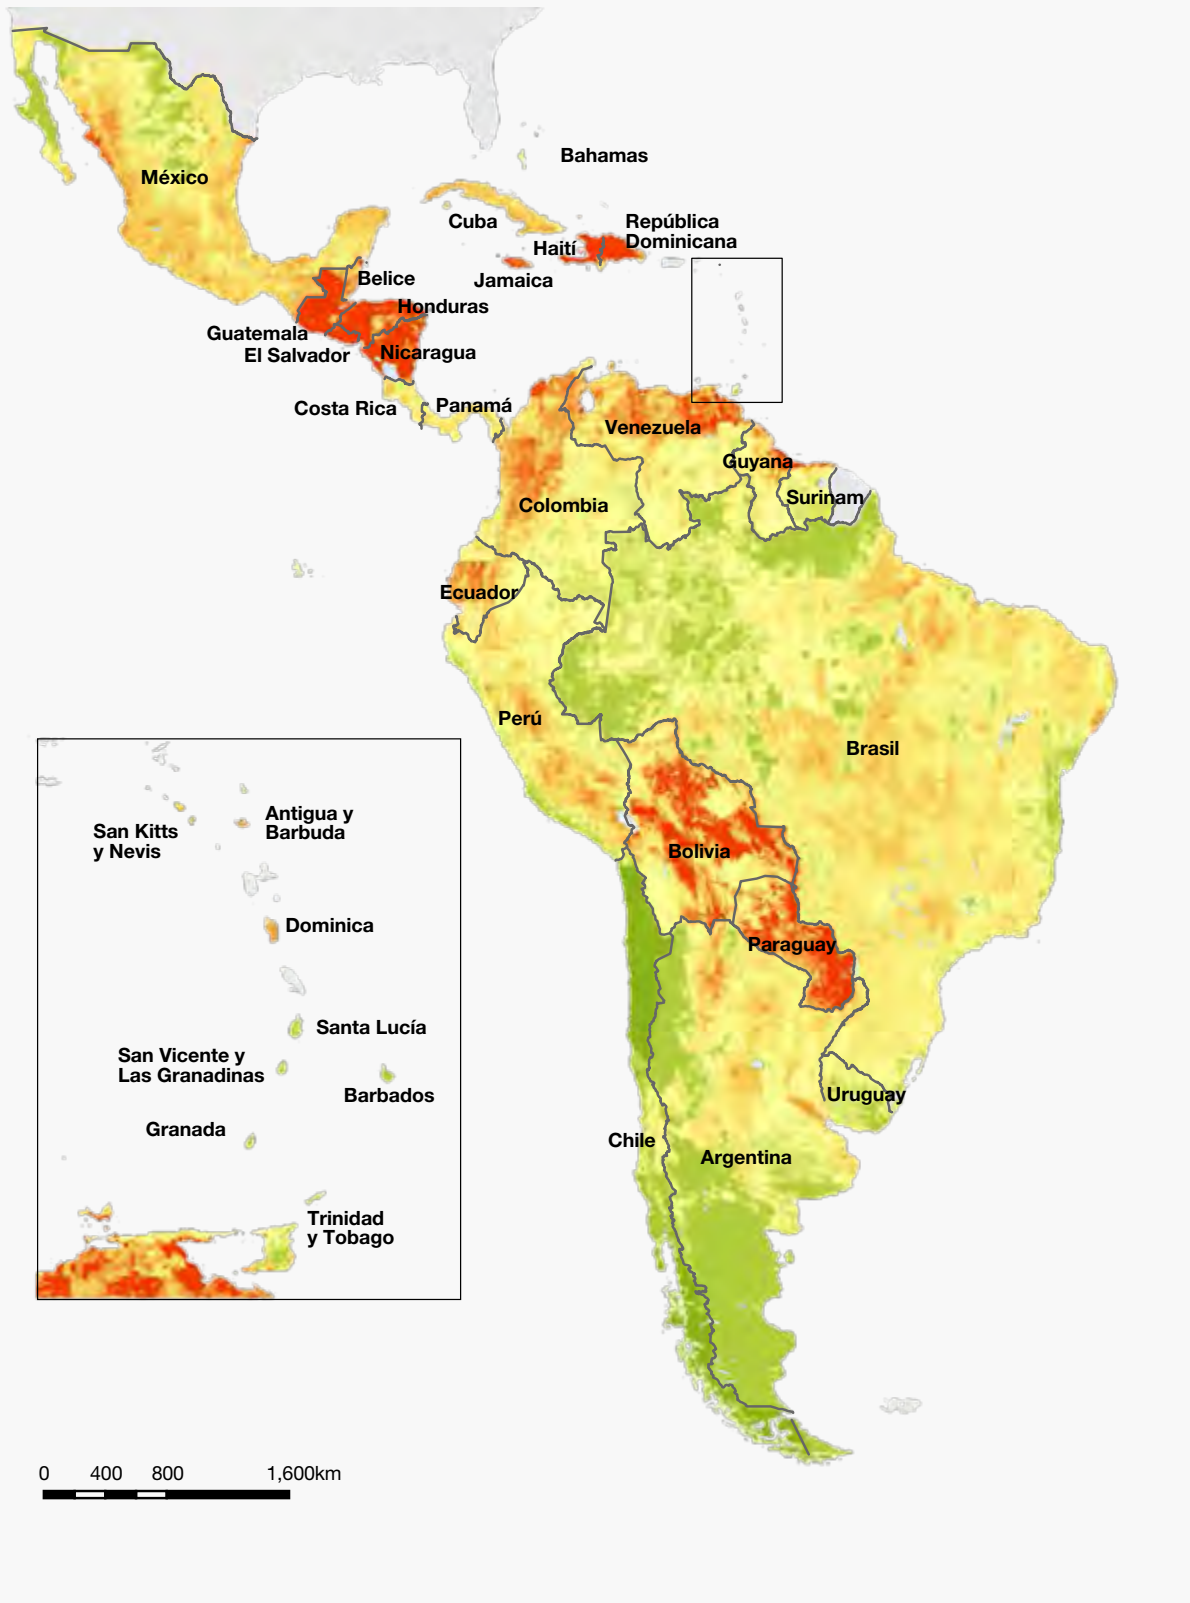 Bahamas
México
Cuba
República
Dominicana
Haití
Jamaica
Belice
Honduras
Guatemala
El Salvador
Nicaragua
Costa Rica
Panamá
Venezuela
Guyana
Surinam
Colombia
Ecuador
Perú
Brasil
Bolivia
Paraguay
Uruguay
Chile
Argentina
Antigua y
Barbuda
San Kitts
y Nevis
Dominica
Santa Lucía
San Vicente y
Las Granadinas
Barbados
Granada
Trinidad
y Tobago
0 400 800 1,600km